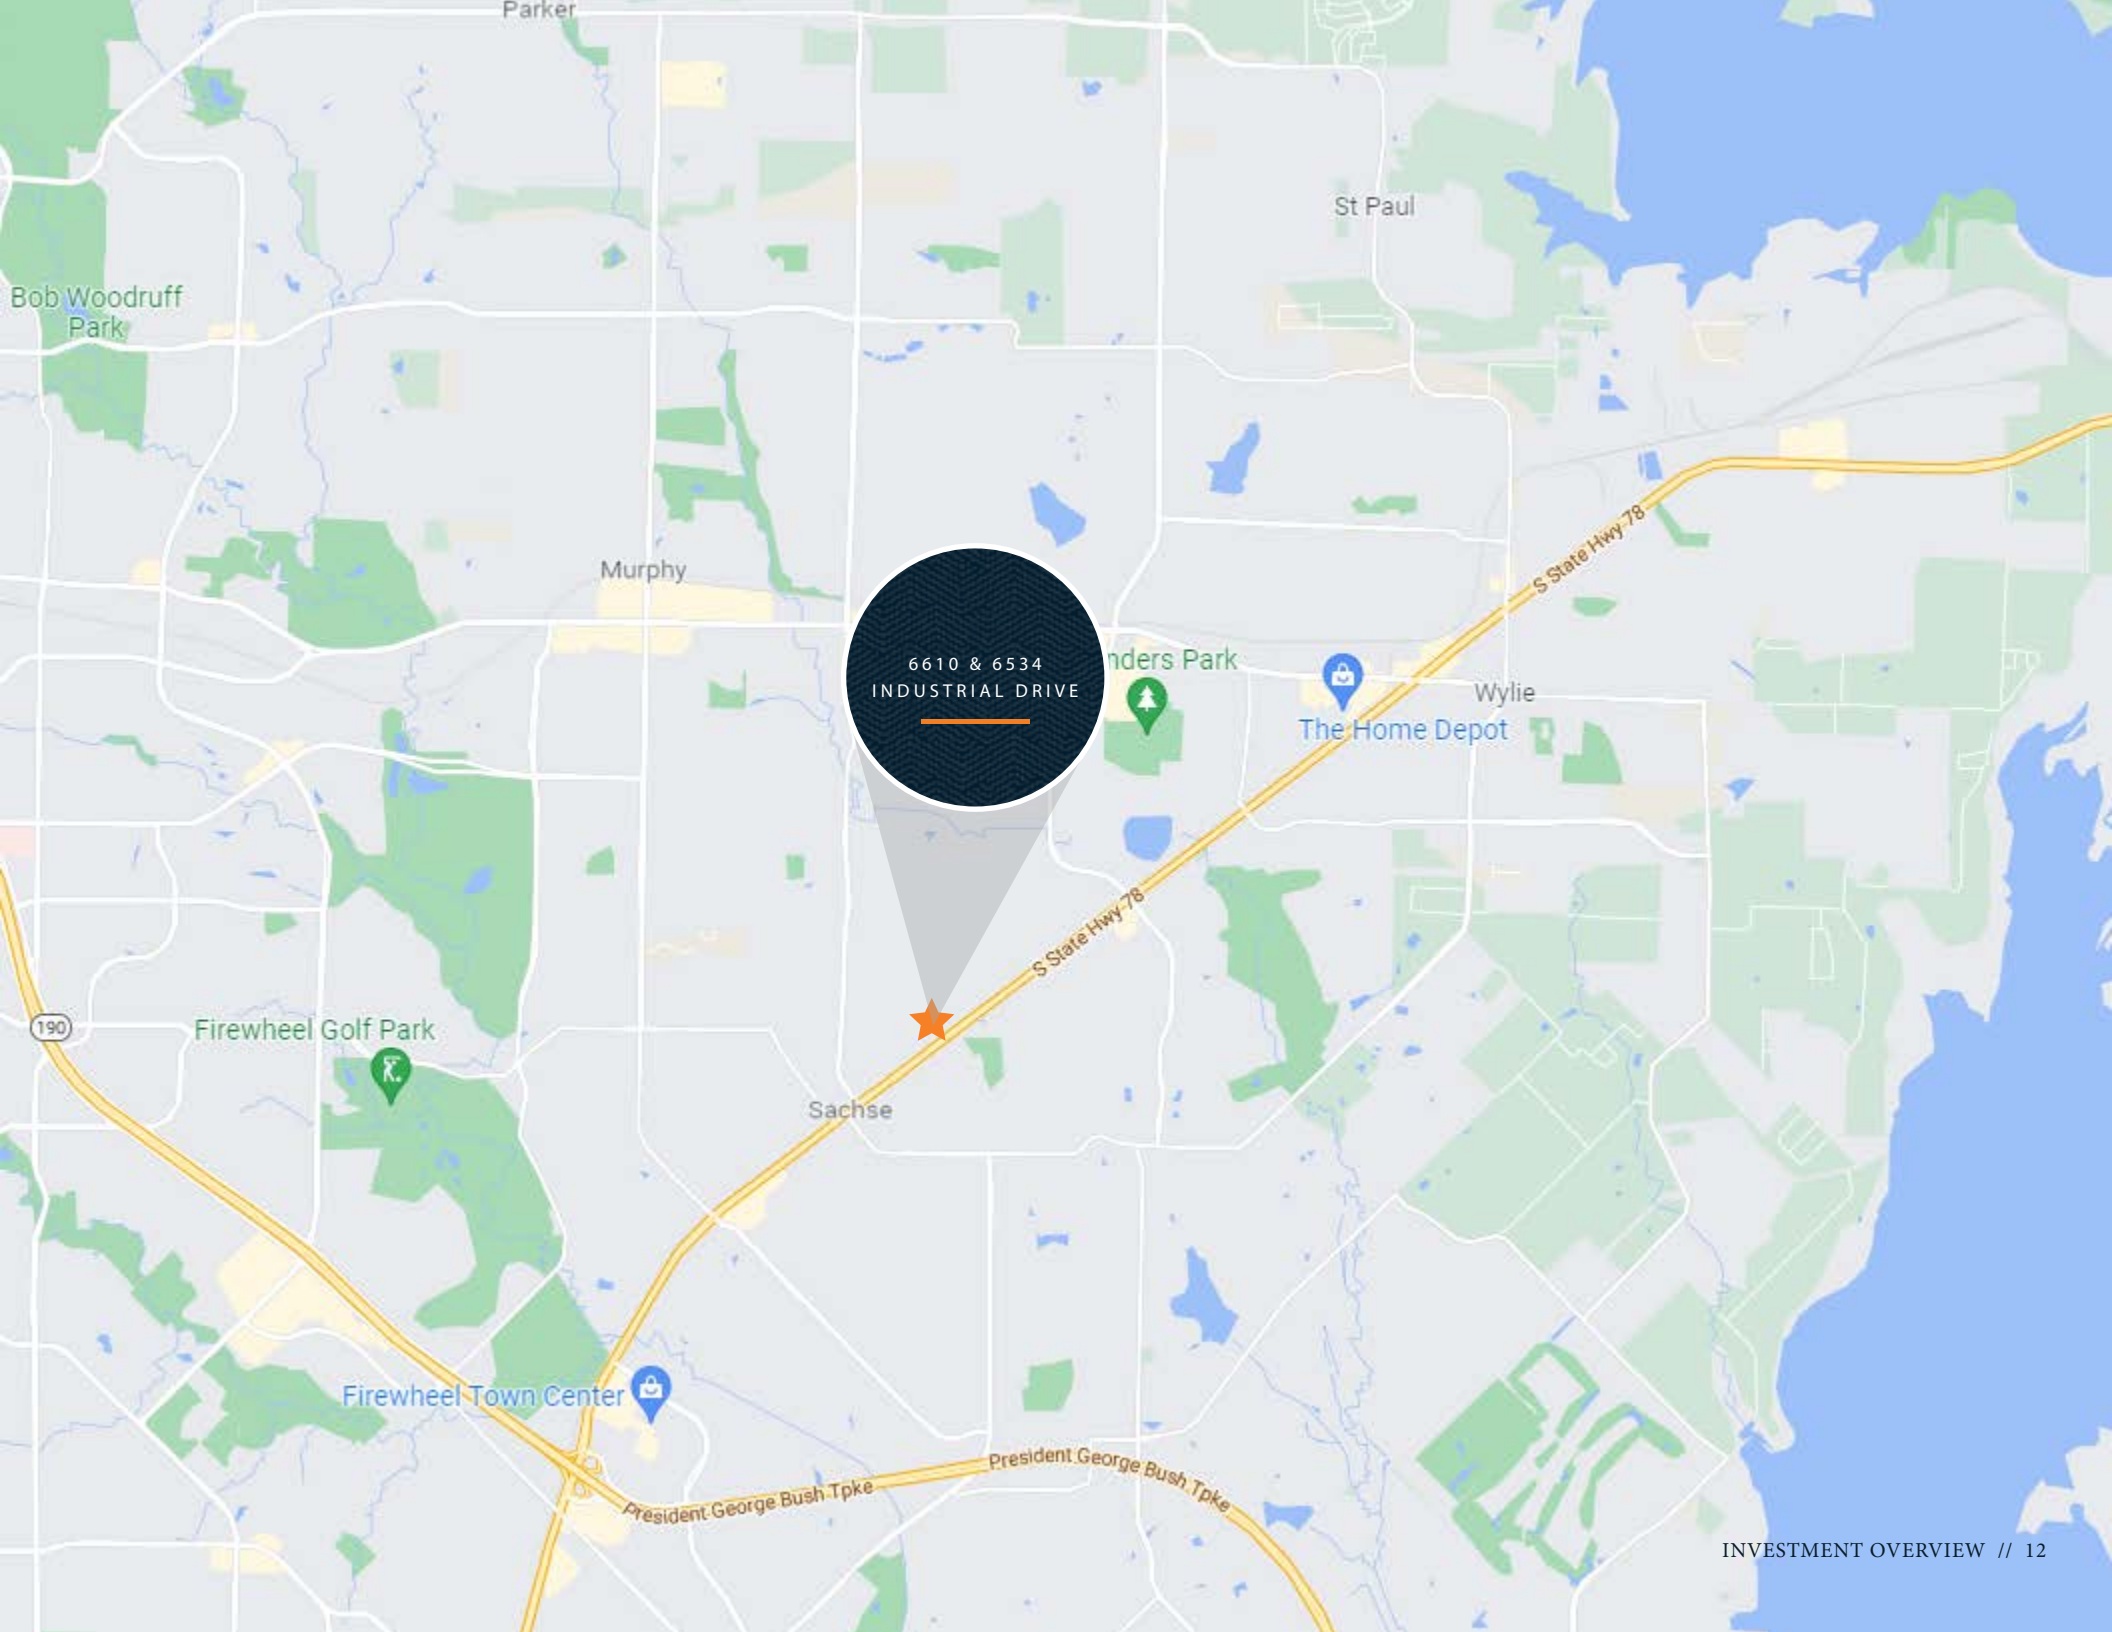 Parker
St Paul
Bob Woodruff
Park
S State Hwy 78
Murphy
6610 & 6534
INDUSTRIAL DRIVE
nders Park
Wylie
The Home Depot
S State Hwy 78
190
Firewheel Golf Park
Sachse
Firewheel Town Center
President George Bush Tpke
President George Bush Tpke
INVESTMENT OVERVIEW // 12